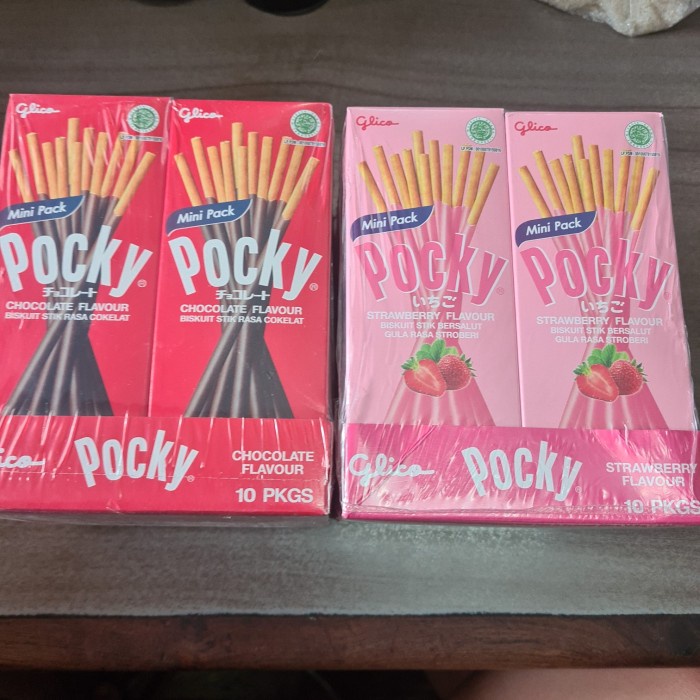 Glico
Mini Pack
POCKY
チョコレート
CHOCOLATE FLAVOUR
BISKUIT STIK RASA COKELAT
Glico
Mini Pack
POCKY
チョコレート
CHOCOLATE FLAVOUR
BISKUIT STIK RASA COKELAT
POCKY
CHOCOLATE
FLAVOUR
10 PKGS
Glico
Mini Pack
POCKY
いちご
STRAWBERRY FLAVOUR
BISKUIT STIK BERSALUT
GULA RASA STROBERI
Glico
Mini Pack
POCKY
いちご
STRAWBERRY FLAVOUR
BISKUIT STIK BERSALUT
GULA RASA STROBERI
Glico
POCKY
STRAWBERRY
FLAVOUR
10 PKGS